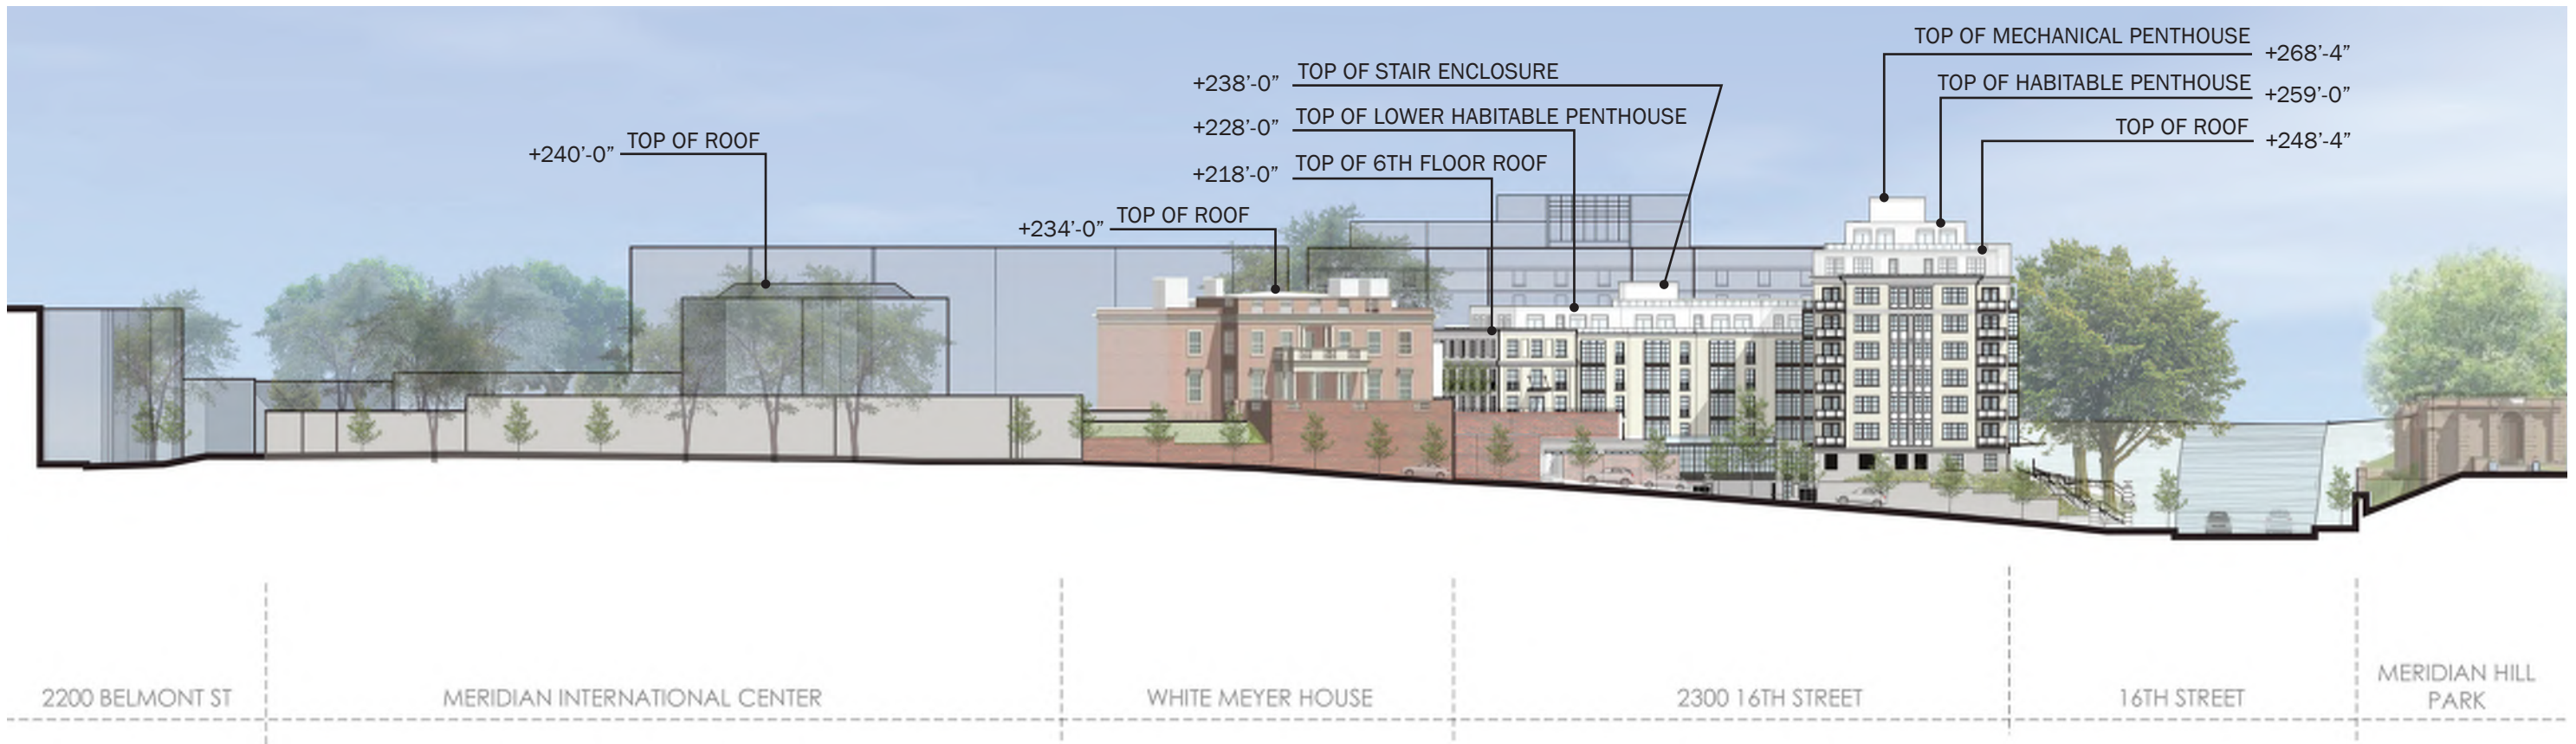 TOP OF MECHANICAL PENTHOUSE
+268’-4”
TOP OF HABITABLE PENTHOUSE
+259’-0”
TOP OF ROOF
+248’-4”
TOP OF STAIR ENCLOSURE
+238’-0”
TOP OF LOWER HABITABLE PENTHOUSE
+228’-0”
TOP OF 6TH FLOOR ROOF
+218’-0”
TOP OF ROOF
+240’-0”
TOP OF ROOF
+234’-0”
2200 BELMONT ST
MERIDIAN INTERNATIONAL CENTER
WHITE MEYER HOUSE
2300 16TH STREET
16TH STREET
MERIDIAN HILL
PARK